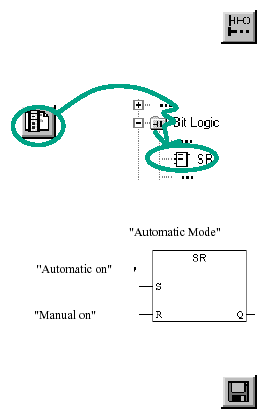 Bit Logic
SR
"Automatic Mode"
SR
"Automatic on"
S
"Manual on"
R Q